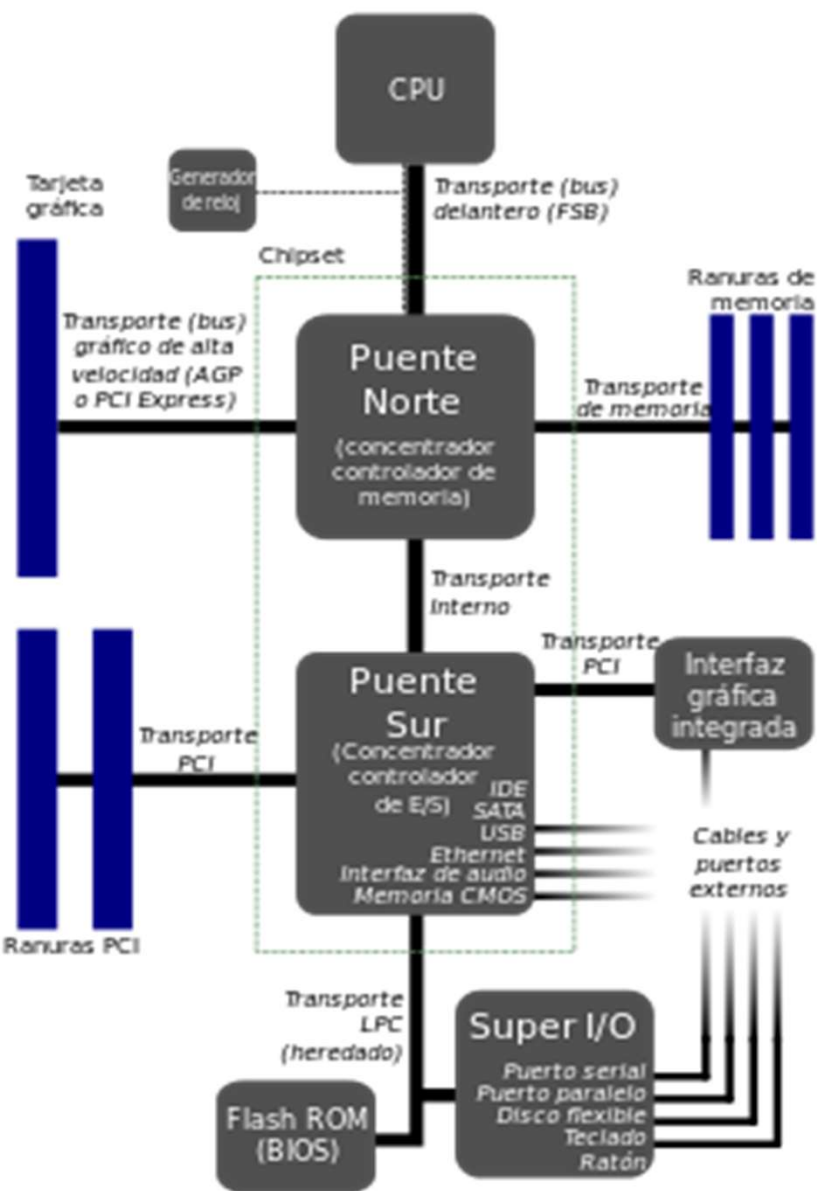 CPU
Generador
de reloj
Transporte (bus)
delantero (FSB)
Tarjeta
gráfica
Chipset
Ranuras de
memoria
Transporte (bus)
gráfico de alta
velocidad (AGP
o PCI Express)
Puente
Norte
(concentrador
controlador de
memoria)
Transporte
de memoria
Transporte
Interno
Transporte
PCI
Interfaz
gráfica
integrada
Puente
Sur
(Concentrador
controlador
de E/S)
IDE
SATA
USB
Ethernet
Interfaz de audio
Memoria CMOS
Transporte
PCI
Cables y
puertos
externos
Ranuras PCI
Transporte
LPC
(heredado)
Super I/O
Puerto serial
Puerto paralelo
Disco flexible
Teclado
Ratón
Flash ROM
(BIOS)